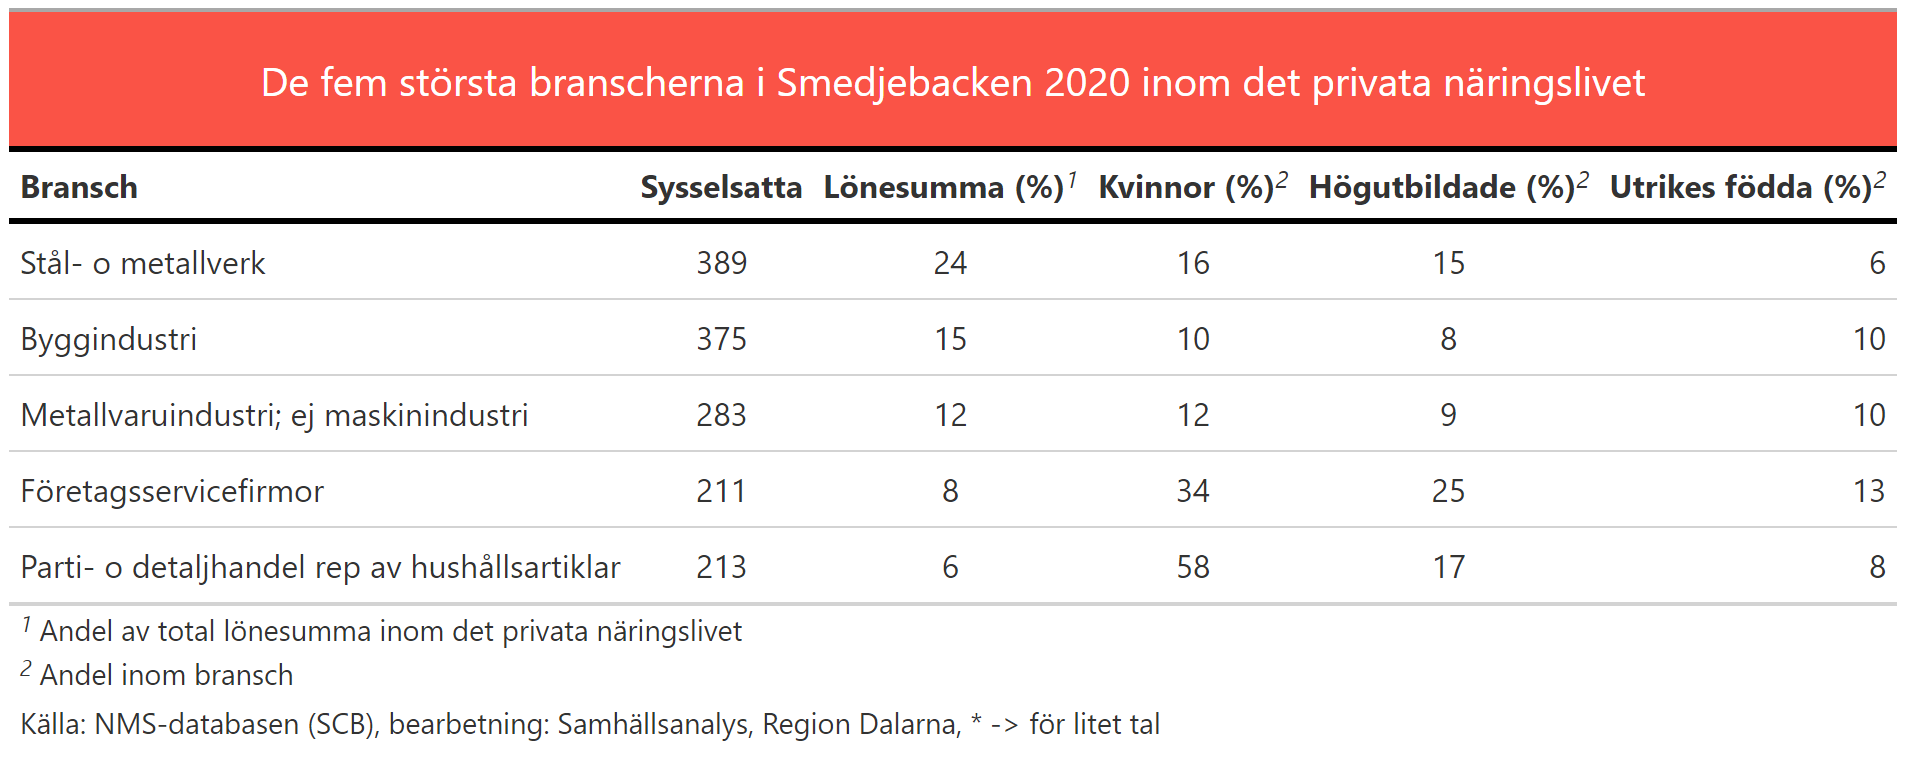 De fem största branscherna i Smedjebacken 2020 inom det privata näringslivet
Bransch Sysselsatta Lönesumma (%)1 Kvinnor (%)2 Högutbildade (%)2 Utrikes födda (%)2
Stål- o metallverk 389 24 16 15 6
Byggindustri 375 15 10 8 10
Metallvaruindustri; ej maskinindustri 283 12 12 9 10
Företagsservicefirmor 211 8 34 25 13
Parti- o detaljhandel rep av hushållsartiklar 213 6 58 17 8
1 Andel av total lönesumma inom det privata näringslivet
2 Andel inom bransch
Källa: NMS-databasen (SCB), bearbetning: Samhällsanalys, Region Dalarna, * -> för litet tal